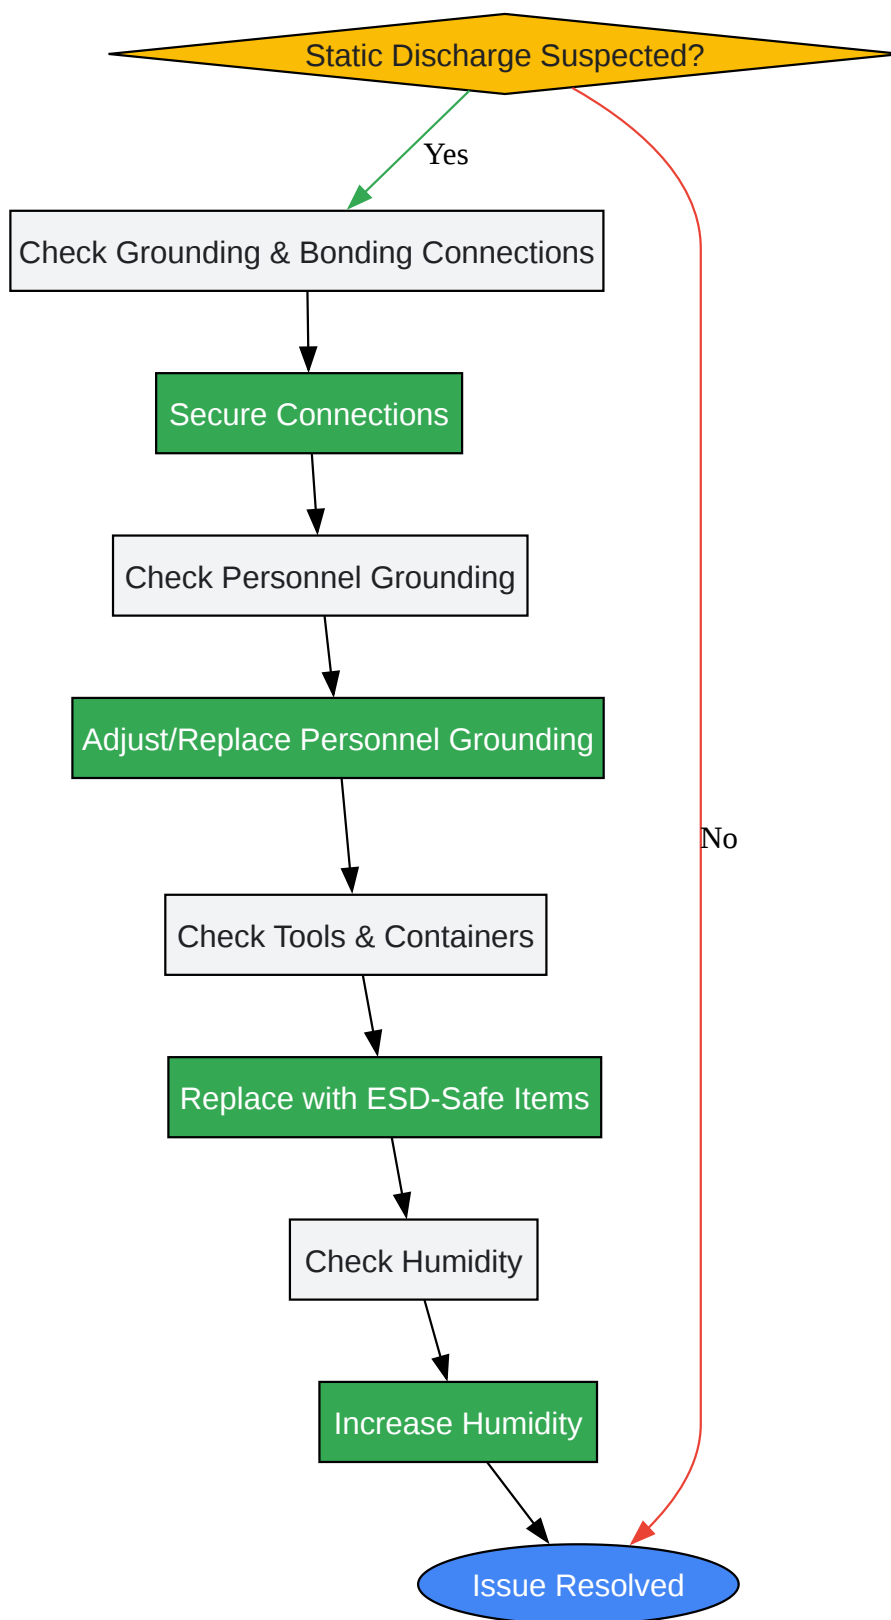 Static Discharge Suspected?
Yes
Check Grounding & Bonding Connections
Secure Connections
Check Personnel Grounding
Adjust/Replace Personnel Grounding
No
Check Tools & Containers
Replace with ESD-Safe Items
Check Humidity
Increase Humidity
Issue Resolved